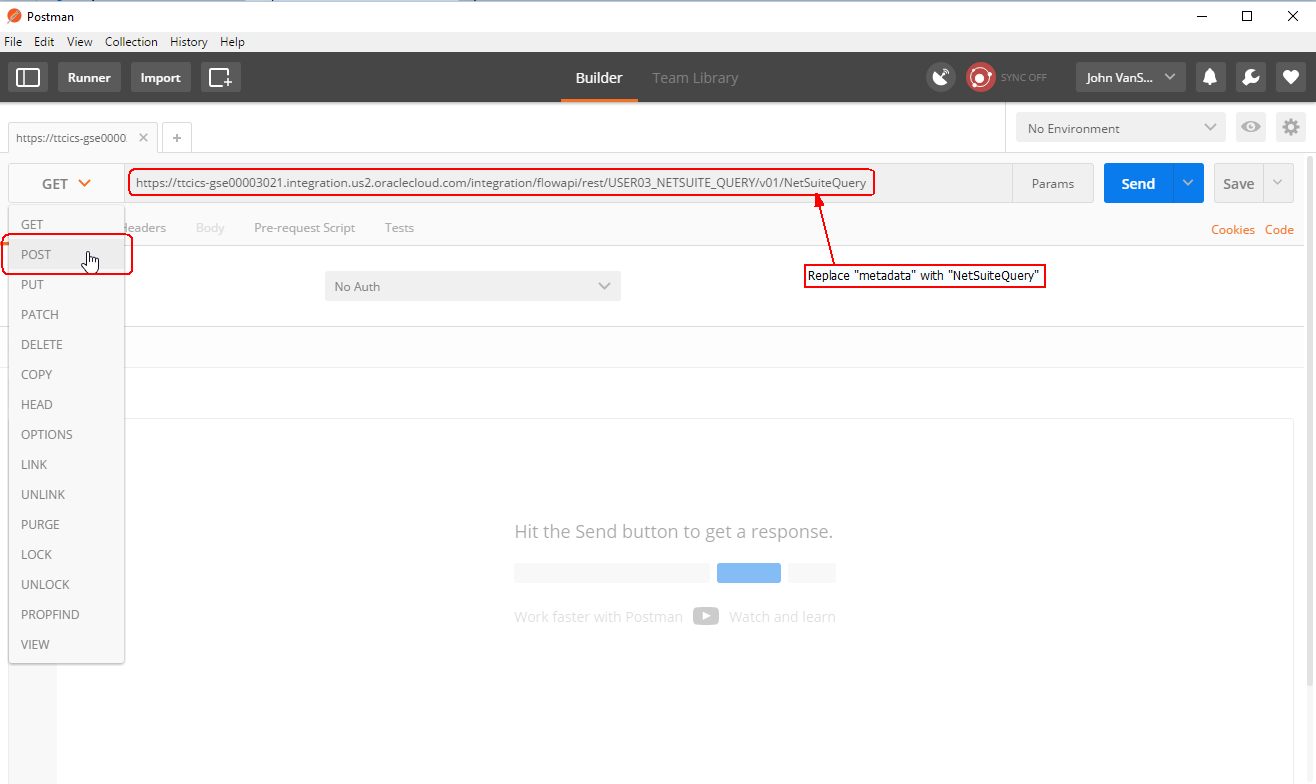 Postman
File Edit View Collection History Help
Runner Import Builder Team Library SYNC OFF John VanS...
https://ttcics-gse0000 No Environment
GET https://ttcics-gse00003021.integration.us2.oraclecloud.com/integration/flowapi/rest/USER03_NETSUITE_QUERY/v01/NetSuiteQuery Params Send Save
GET
Headers Body Pre-request Script Tests Cookies Code
POST
Replace "metadata" with "NetSuiteQuery"
PUT
No Auth
PATCH
DELETE
COPY
HEAD
OPTIONS
LINK
UNLINK
PURGE
Hit the Send button to get a response.
LOCK
UNLOCK
PROPFIND
Work faster with Postman Watch and learn
VIEW